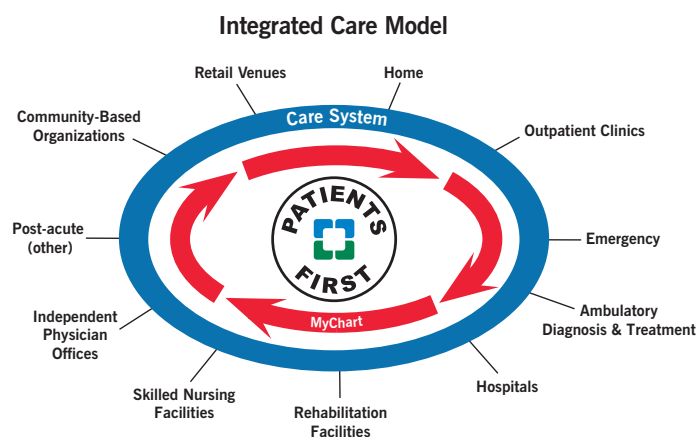 Integrated Care Model
Retail Venues
Home
Care System
Community-Based
Organizations
Outpatient Clinics
PATIENTS
FIRST
Post-acute
(other)
Emergency
Independent
Physician
Offices
MyChart
Ambulatory
Diagnosis & Treatment
Skilled Nursing
Facilities
Rehabilitation
Facilities
Hospitals